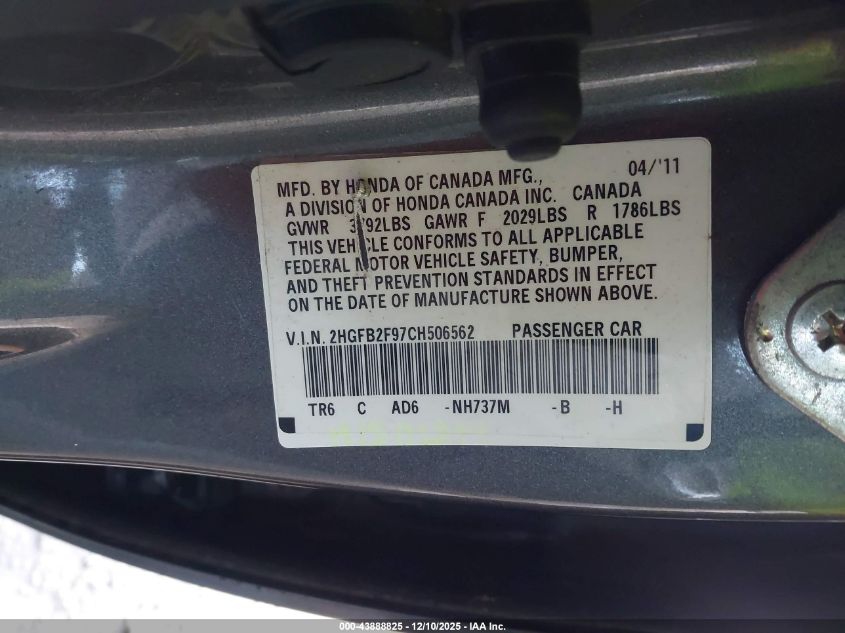 04/'11
MFD. BY HONDA OF CANADA MFG.,
A DIVISION OF HONDA CANADA INC. CANADA
GVWR LBS GAWR F 2029LBS R 1786LBS
THIS VEHICLE CONFORMS TO ALL APPLICABLE
FEDERAL MOTOR VEHICLE SAFETY, BUMPER,
AND THEFT PREVENTION STANDARDS IN EFFECT
ON THE DATE OF MANUFACTURE SHOWN ABOVE.
V.I.N. 2HGFB2F97CH506562 PASSENGER CAR
TR6 C AD6 -NH737M -B -H
000-43888825 - 12/10/2025 - IAA Inc.